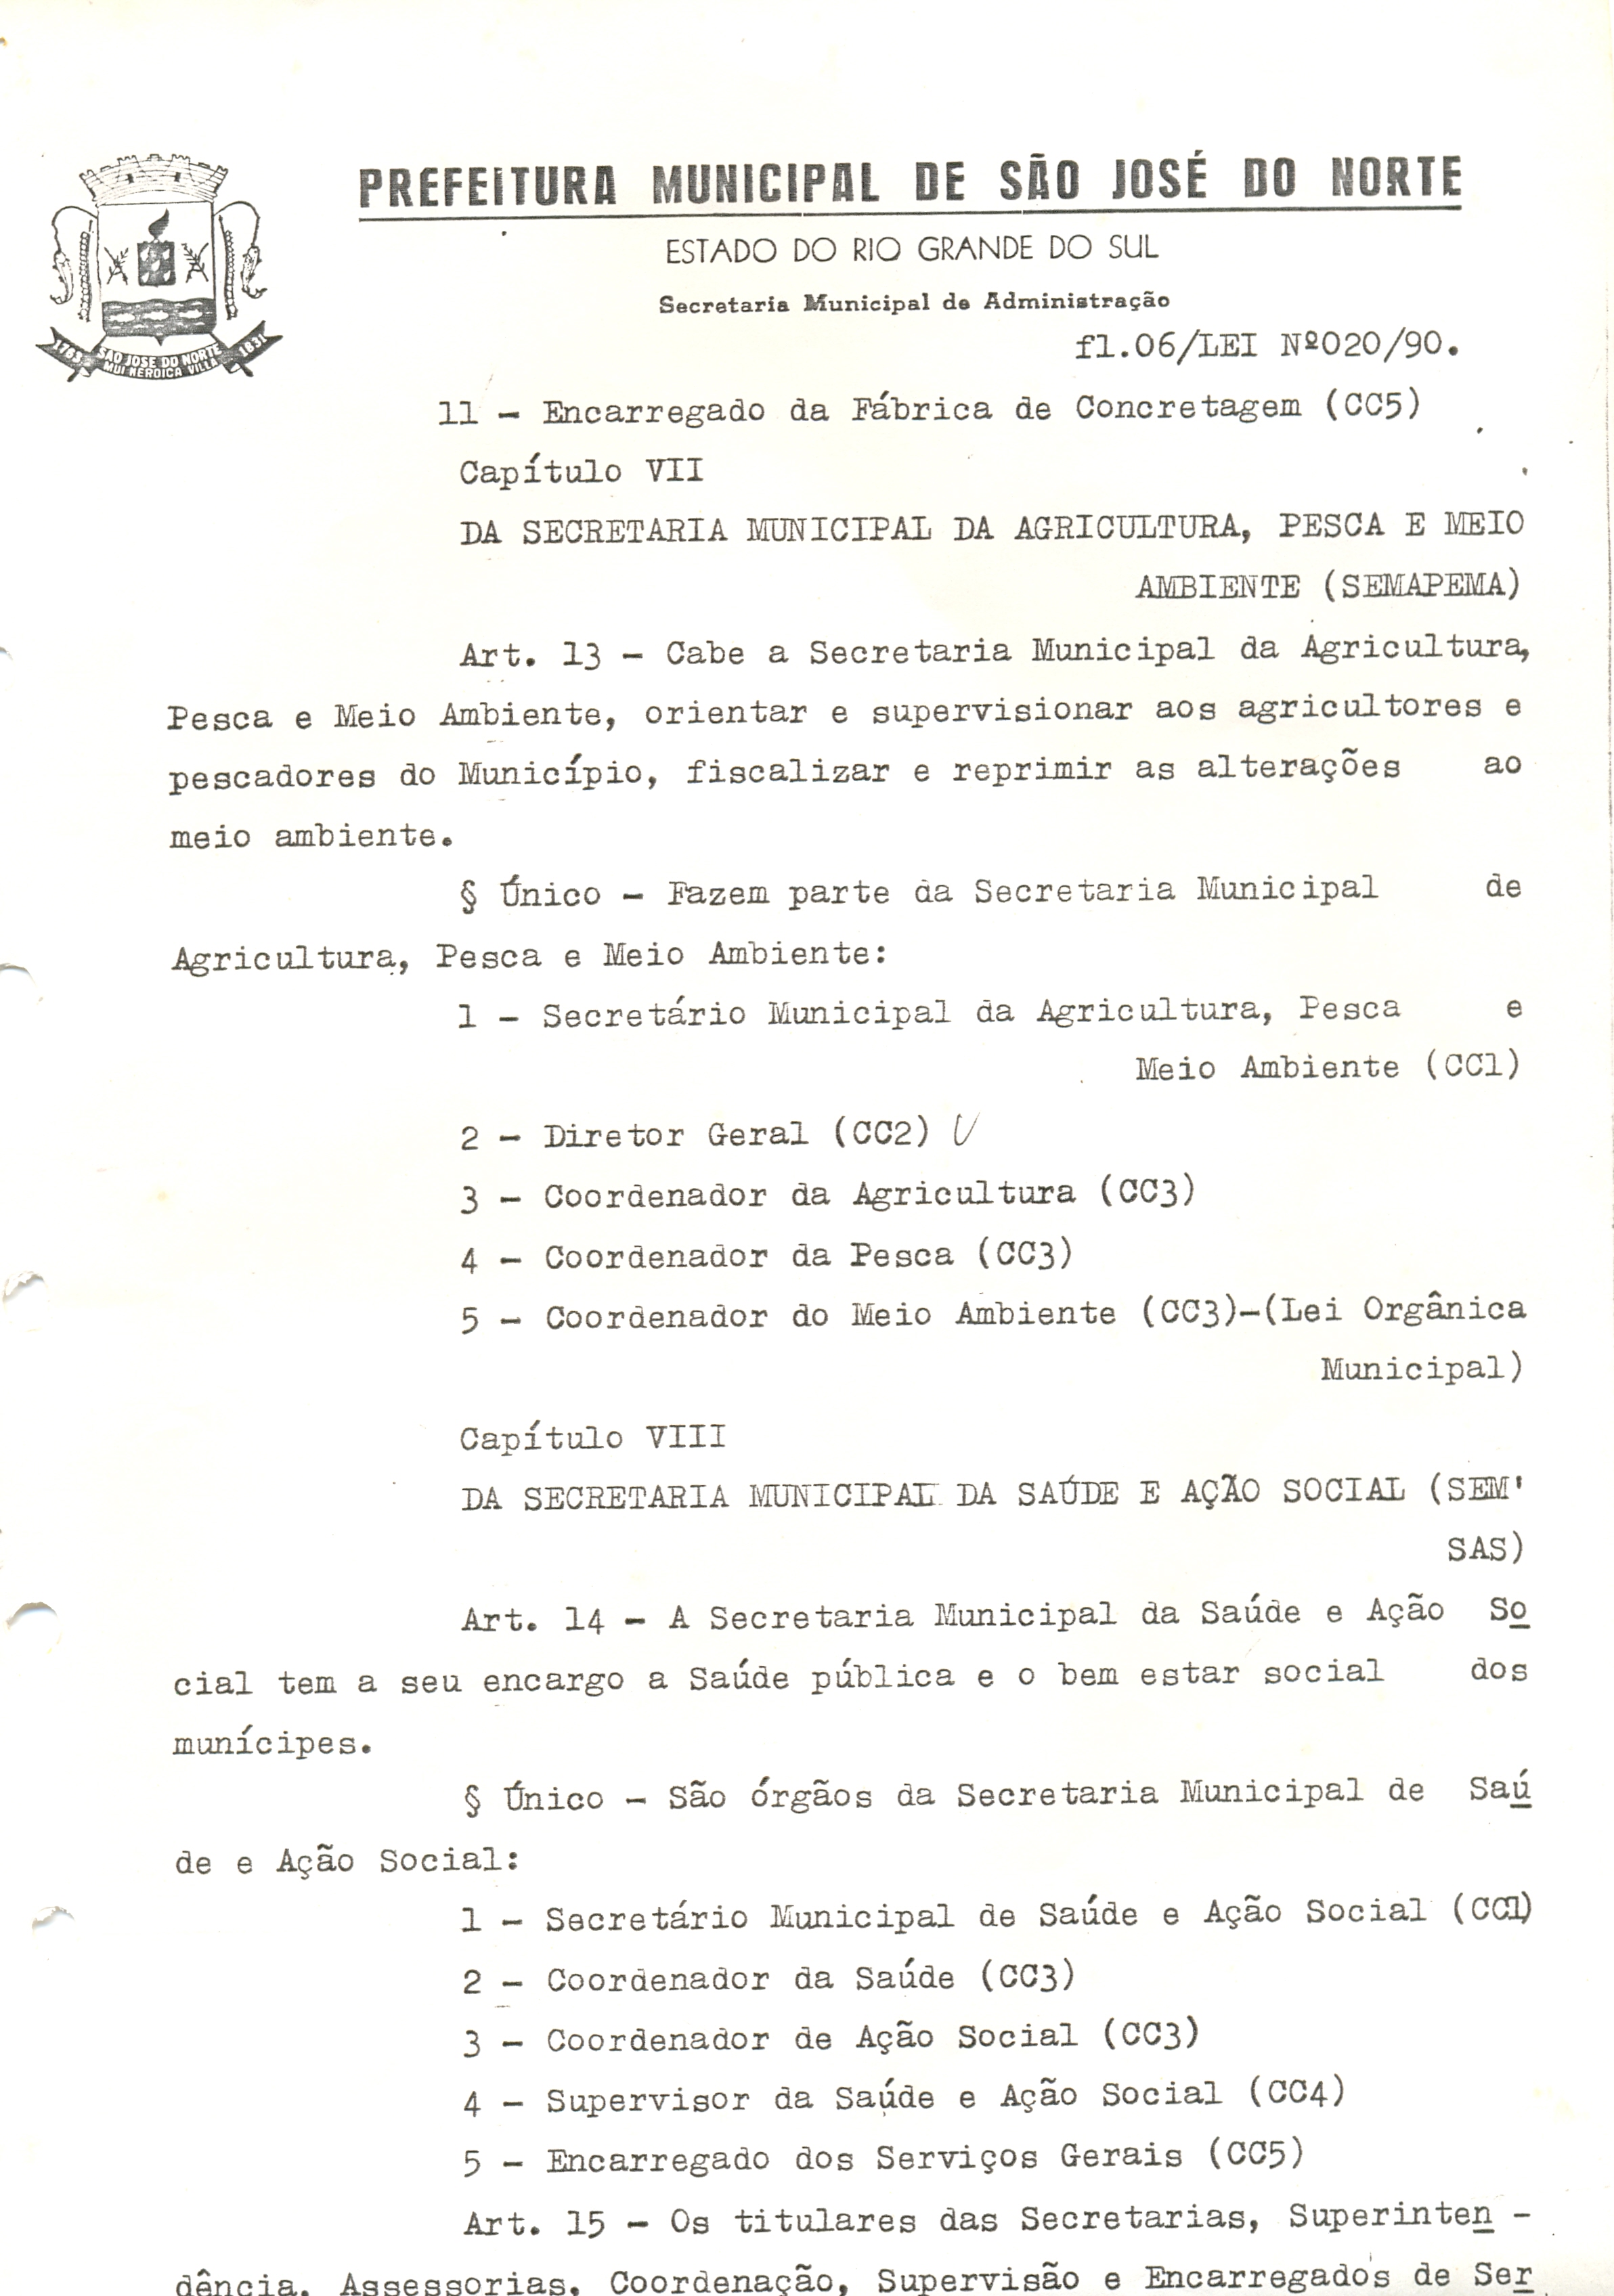 PREFEITURA MUNICIPAL DE SÃO JOSÉ DO NORTE
ESTADO DO RIO GRANDE DO SUL
Secretaria Municipal de Administração
1763 SAO JOSE DO NORTE 1831
MUI HEROICA VILLA
fl.06/LEI Nº020/90.
11 - Encarregado da Fábrica de Concretagem (CC5)
Capítulo VII
DA SECRETARIA MUNICIPAL DA AGRICULTURA, PESCA E MEIO
AMBIENTE (SEMAPEMA)
Art. 13 - Cabe a Secretaria Municipal da Agricultura,
Pesca e Meio Ambiente, orientar e supervisionar aos agricultores e
pescadores do Município, fiscalizar e reprimir as alterações ao
meio ambiente.
§ Único - Fazem parte da Secretaria Municipal de
Agricultura, Pesca e Meio Ambiente:
1 - Secretário Municipal da Agricultura, Pesca e
Meio Ambiente (CC1)
2 - Diretor Geral (CC2)
3 - Coordenador da Agricultura (CC3)
4 - Coordenador da Pesca (CC3)
5 - Coordenador do Meio Ambiente (CC3)-(Lei Orgânica
Municipal)
Capítulo VIII
DA SECRETARIA MUNICIPAL DA SAÚDE E AÇÃO SOCIAL (SEM'
SAS)
Art. 14 - A Secretaria Municipal da Saúde e Ação So
cial tem a seu encargo a Saúde pública e o bem estar social dos
munícipes.
§ Único - São órgãos da Secretaria Municipal de Saú
de e Ação Social:
1 - Secretário Municipal de Saúde e Ação Social (CC1)
2 - Coordenador da Saúde (CC3)
3 - Coordenador de Ação Social (CC3)
4 - Supervisor da Saúde e Ação Social (CC4)
5 - Encarregado dos Serviços Gerais (CC5)
Art. 15 - Os titulares das Secretarias, Superinten -
dência, Assessorias, Coordenação, Supervisão e Encarregados de Ser